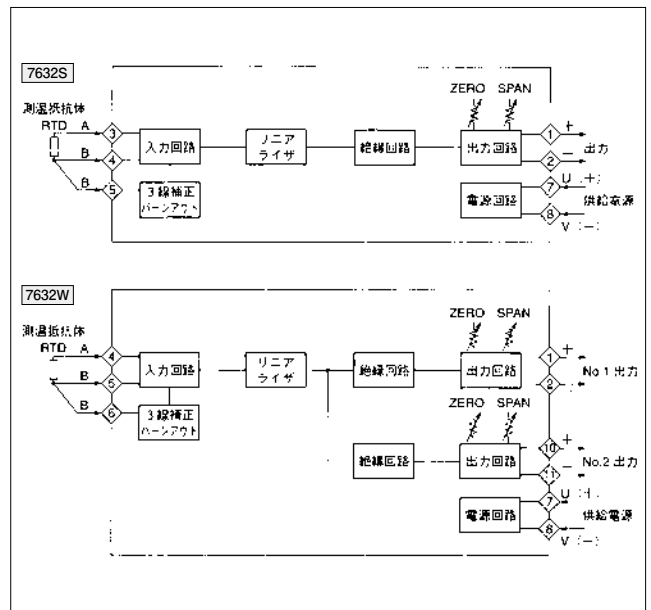 7632S
ZERO SPAN
測温抵抗体
RTD A 3 入力回路 リニアライザ 絶縁回路 出力回路 1 + 出力
B 4 2 −
B 5 3線補正バーンアウト 電源回路 7 U (+) 供給電源
8 V (−)
7632W
ZERO SPAN
測温抵抗体
RTD A 4 入力回路 リニアライザ 絶縁回路 出力回路 1 + No.1 出力
B 5 2 −
B 6 3線補正バーンアウト ZERO SPAN
絶縁回路 出力回路 10 + No.2 出力
11 −
電源回路 7 U (+) 供給電源
8 V (−)